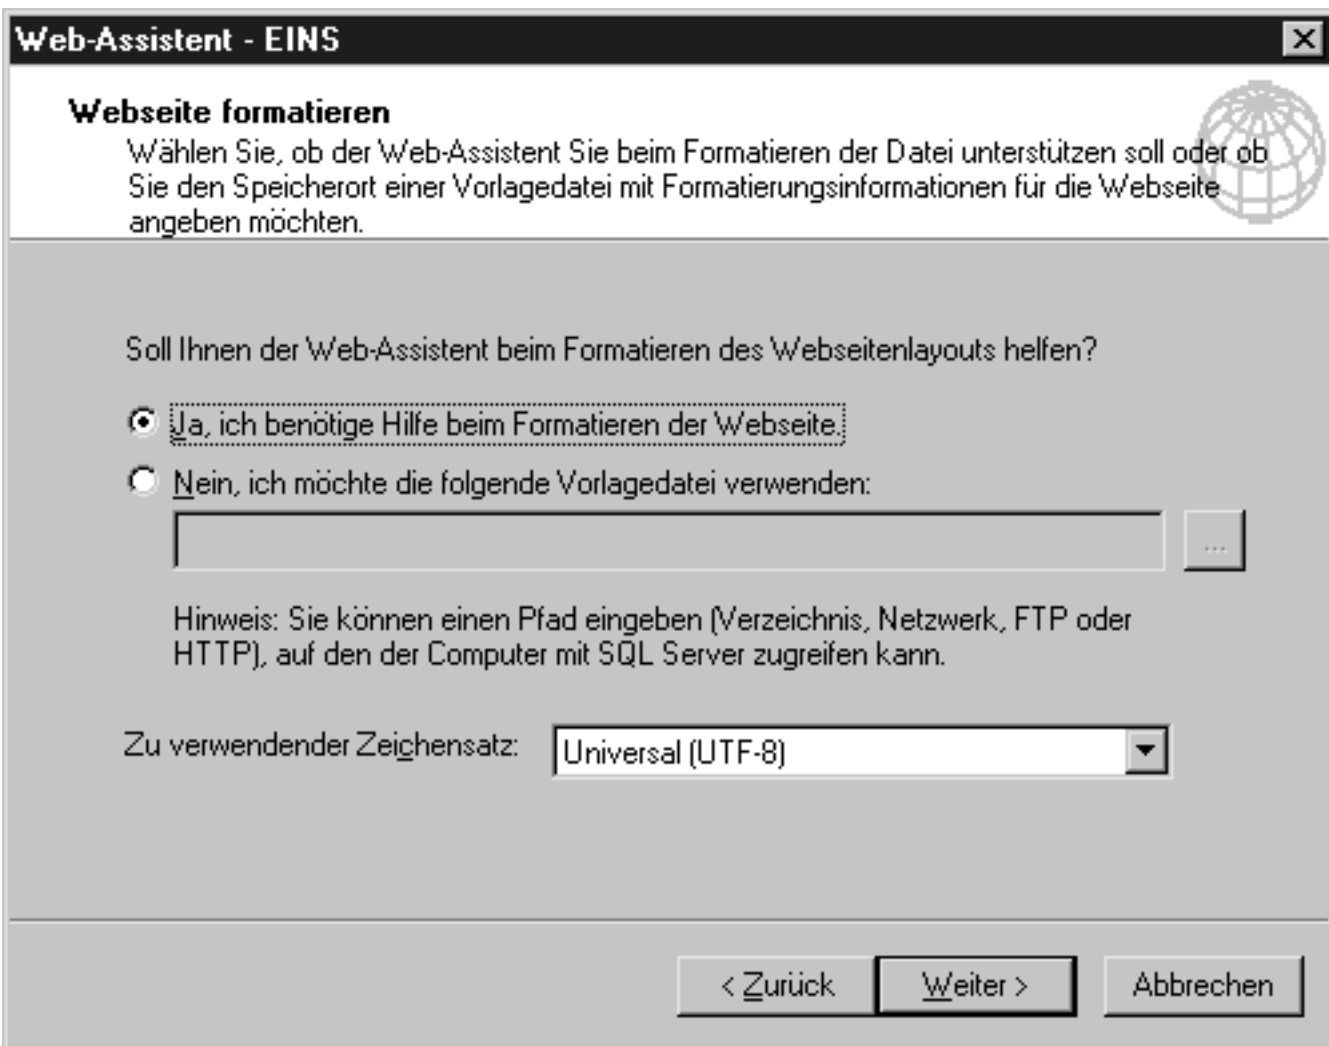 Web-Assistent - EINS
Webseite formatieren
Wählen Sie, ob der Web-Assistent Sie beim Formatieren der Datei unterstützen soll oder ob
Sie den Speicherort einer Vorlagedatei mit Formatierungsinformationen für die Webseite
angeben möchten.
Soll Ihnen der Web-Assistent beim Formatieren des Webseitenlayouts helfen?
Ja, ich benötige Hilfe beim Formatieren der Webseite.
Nein, ich möchte die folgende Vorlagedatei verwenden:
...
Hinweis: Sie können einen Pfad eingeben (Verzeichnis, Netzwerk, FTP oder
HTTP), auf den der Computer mit SQL Server zugreifen kann.
Zu verwendender Zeichensatz: Universal (UTF-8)
< Zurück Weiter > Abbrechen